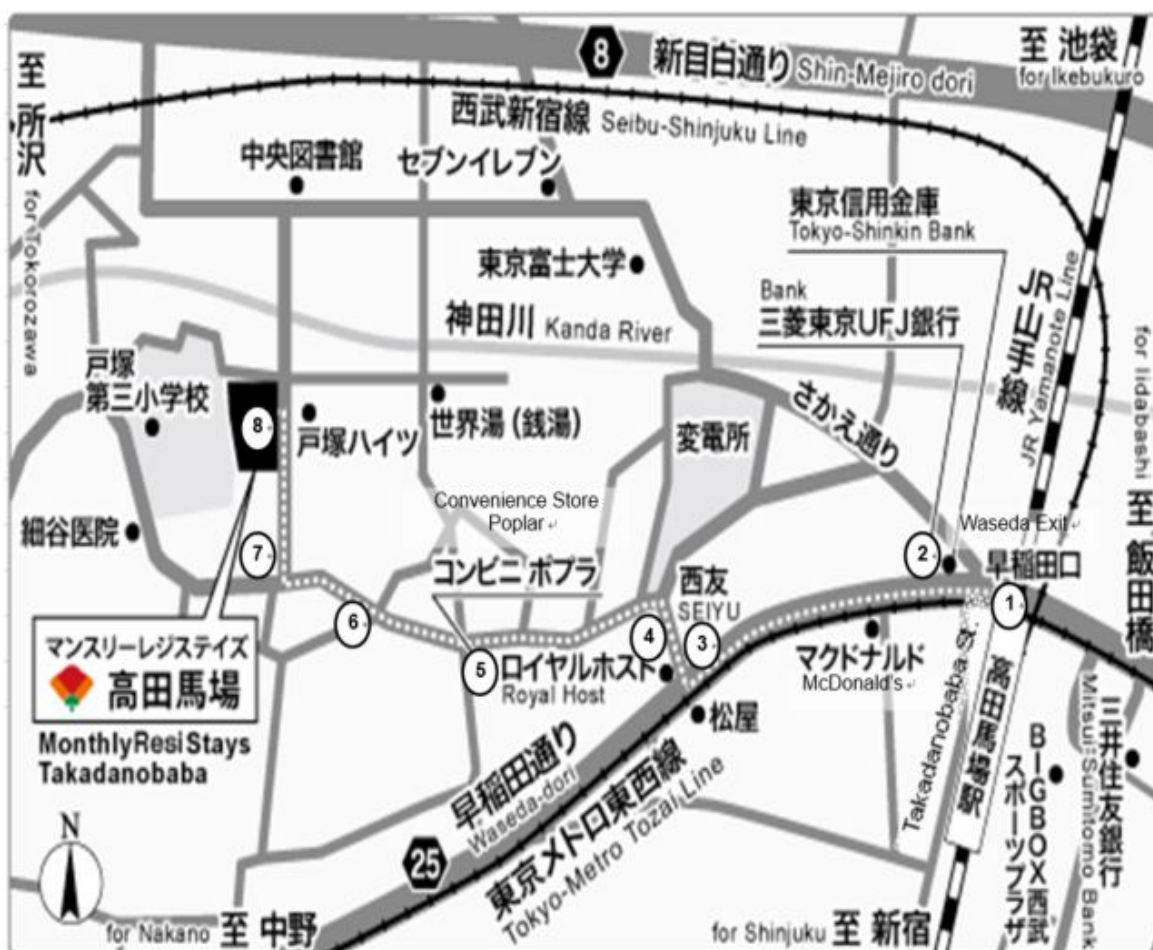 8
新目白通り Shin-Mejiro dori
至 池袋
for Ikebukuro
至 所沢
for Tokorozawa
西武新宿線 Seibu-Shinjuku Line
中央図書館
セブンイレブン
東京信用金庫
Tokyo-Shinkin Bank
東京富士大学
神田川 Kanda River
Bank
三菱東京UFJ銀行
JR山手線
JR Yamanote Line
for Iidabashi
至 飯田橋
戸塚
第三小学校
8
戸塚ハイツ
世界湯(銭湯)
変電所
さかえ通り
Convenience Store
Poplar
コンビニ ポプラ
Waseda Exit
早稲田口
細谷医院
7
6
5
4
3
2
1
西友
SEIYU
ロイヤルホスト
Royal Host
マクドナルド
McDonald's
松屋
マンスリーレジステイズ
高田馬場
MonthlyResiStays
Takadanobaba
早稲田通り
Waseda-dori
25
東京メトロ東西線
Tokyo-Metro Tozai Line
Takadanobaba
高田馬場駅
BIGBOX西武
スポーツプラザ
三井住友銀行
Mitsui Sumitomo Bank
N
for Nakano 至 中野
for Shinjuku 至 新宿